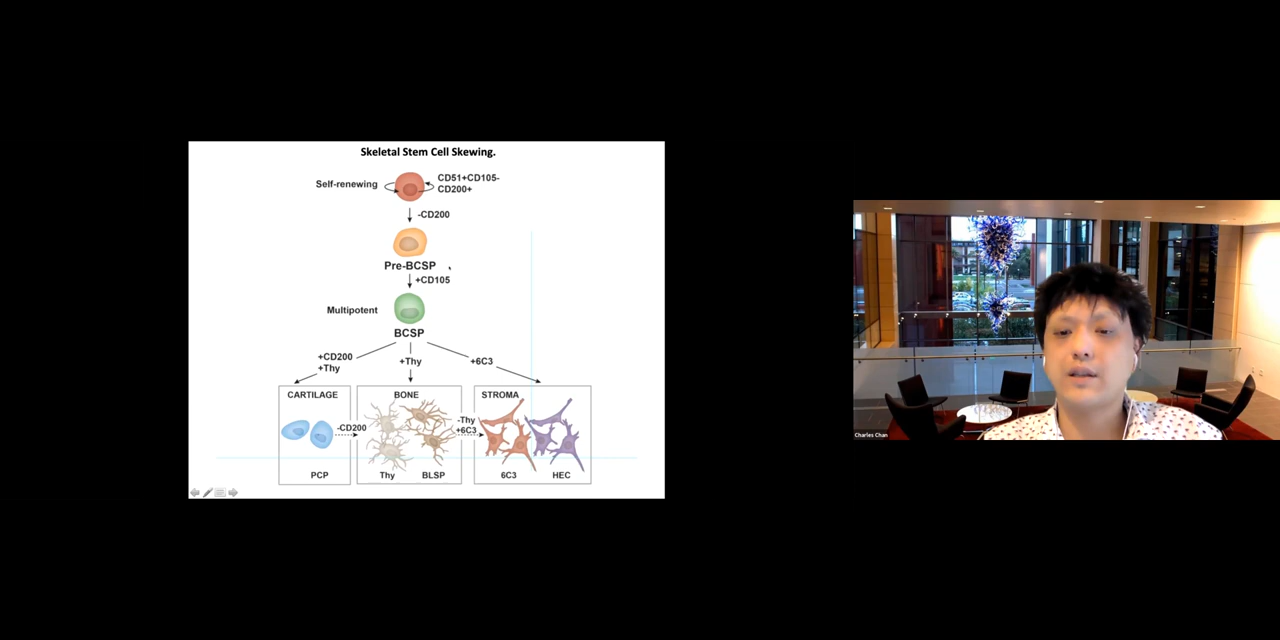 Skeletal Stem Cell Skewing.
Self-renewing
CD51+CD105-
CD200+
-CD200
Pre-BCSP
+CD105
Multipotent
BCSP
+CD200
+Thy
+Thy
+6C3
CARTILAGE
BONE
STROMA
-CD200
-Thy
+6C3
PCP
Thy
BLSP
6C3
HEC
Charles Chan